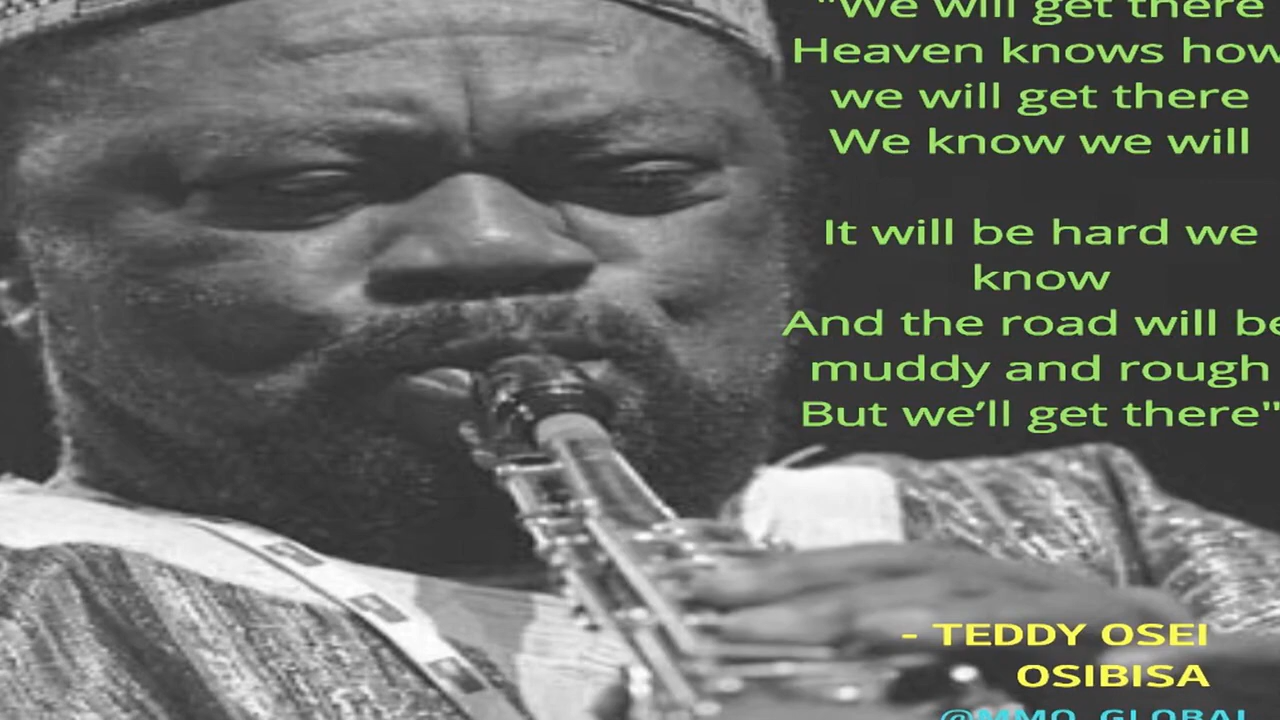 "We will get there
Heaven knows how
we will get there
We know we will
It will be hard we
know
And the road will be
muddy and rough
But we’ll get there"
- TEDDY OSEI
OSIBISA
@MMO_GLOBAL